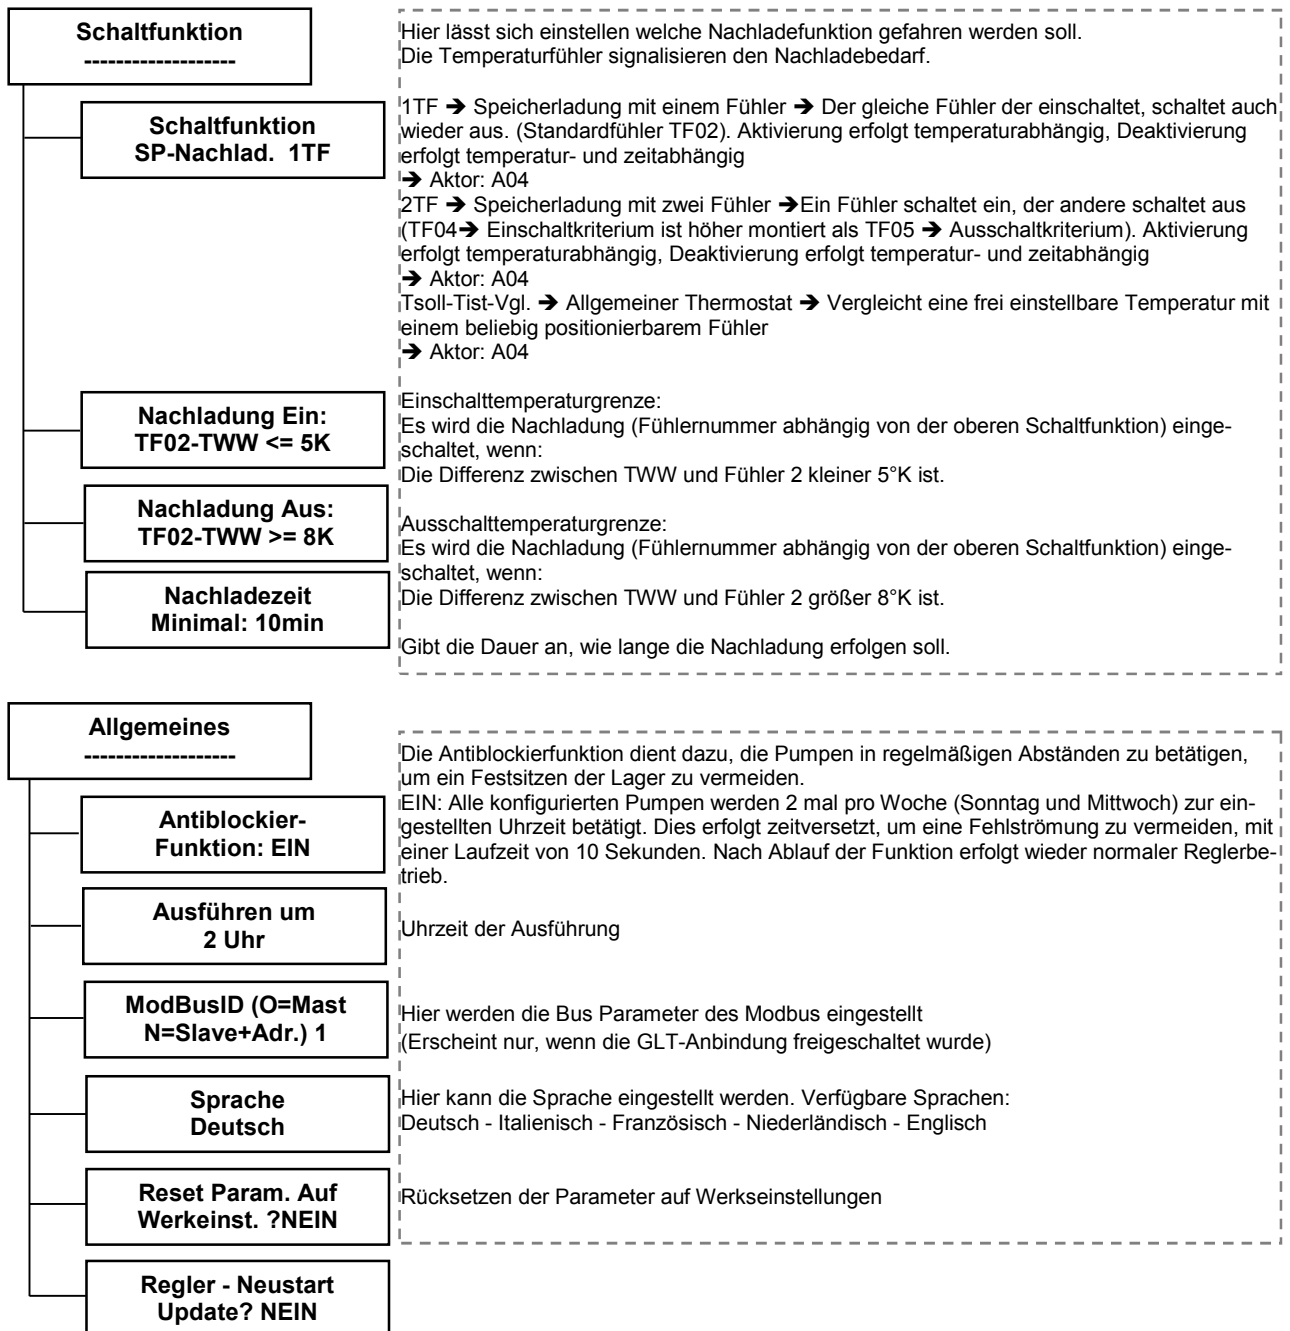 Schaltfunktion
-------------------
Schaltfunktion
SP-Nachlad. 1TF
Nachladung Ein:
TF02-TWW <= 5K
Nachladung Aus:
TF02-TWW >= 8K
Nachladezeit
Minimal: 10min
Hier lässt sich einstellen welche Nachladefunktion gefahren werden soll.
Die Temperaturfühler signalisieren den Nachladebedarf.
1TF ➔ Speicherladung mit einem Fühler ➔ Der gleiche Fühler der einschaltet, schaltet auch
wieder aus. (Standardfühler TF02). Aktivierung erfolgt temperaturabhängig, Deaktivierung
erfolgt temperatur- und zeitabhängig
➔ Aktor: A04
2TF ➔ Speicherladung mit zwei Fühler ➔Ein Fühler schaltet ein, der andere schaltet aus
(TF04➔ Einschaltkriterium ist höher montiert als TF05 ➔ Ausschaltkriterium). Aktivierung
erfolgt temperaturabhängig, Deaktivierung erfolgt temperatur- und zeitabhängig
➔ Aktor: A04
Tsoll-Tist-Vgl. ➔ Allgemeiner Thermostat ➔ Vergleicht eine frei einstellbare Temperatur mit
einem beliebig positionierbarem Fühler
➔ Aktor: A04
Einschalttemperaturgrenze:
Es wird die Nachladung (Fühlernummer abhängig von der oberen Schaltfunktion) einge-
schaltet, wenn:
Die Differenz zwischen TWW und Fühler 2 kleiner 5°K ist.
Ausschalttemperaturgrenze:
Es wird die Nachladung (Fühlernummer abhängig von der oberen Schaltfunktion) einge-
schaltet, wenn:
Die Differenz zwischen TWW und Fühler 2 größer 8°K ist.
Gibt die Dauer an, wie lange die Nachladung erfolgen soll.
Allgemeines
-------------------
Antiblockier-
Funktion: EIN
Ausführen um
2 Uhr
ModBusID (O=Mast
N=Slave+Adr.) 1
Sprache
Deutsch
Reset Param. Auf
Werkeinst. ?NEIN
Regler - Neustart
Update? NEIN
Die Antiblockierfunktion dient dazu, die Pumpen in regelmäßigen Abständen zu betätigen,
um ein Festsitzen der Lager zu vermeiden.
EIN: Alle konfigurierten Pumpen werden 2 mal pro Woche (Sonntag und Mittwoch) zur ein-
gestellten Uhrzeit betätigt. Dies erfolgt zeitversetzt, um eine Fehlströmung zu vermeiden, mit
einer Laufzeit von 10 Sekunden. Nach Ablauf der Funktion erfolgt wieder normaler Reglerbe-
trieb.
Uhrzeit der Ausführung
Hier werden die Bus Parameter des Modbus eingestellt
(Erscheint nur, wenn die GLT-Anbindung freigeschaltet wurde)
Hier kann die Sprache eingestellt werden. Verfügbare Sprachen:
Deutsch - Italienisch - Französisch - Niederländisch - Englisch
Rücksetzen der Parameter auf Werkseinstellungen